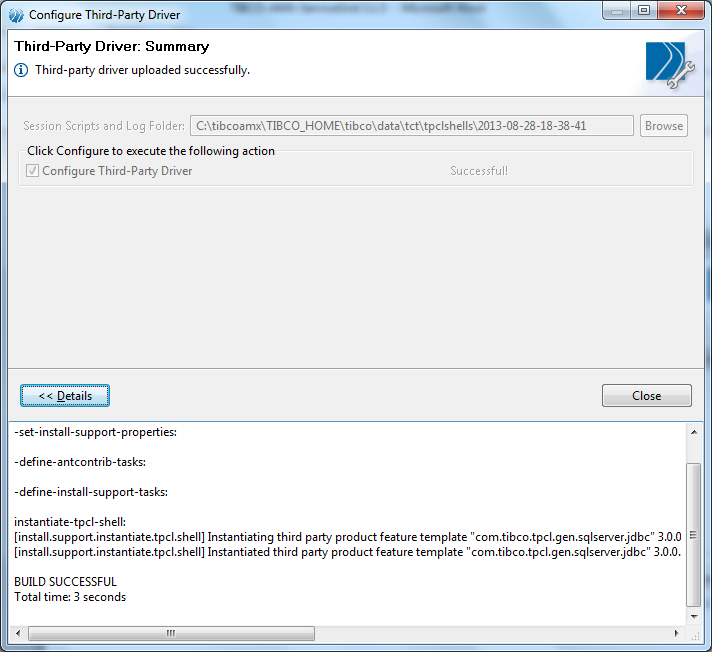 Configure Third-Party Driver
Third-Party Driver: Summary
Third-party driver uploaded successfully.
Session Scripts and Log Folder: C:\tibcoamx\TIBCO_HOME\tibco\data\tct\tpclshells\2013-08-28-18-38-41 Browse
Click Configure to execute the following action
Configure Third-Party Driver Successful!
<< Details Close
-set-install-support-properties:
-define-antcontrib-tasks:
-define-install-support-tasks:
instantiate-tpcl-shell:
[install.support.instantiate.tpcl.shell] Instantiating third party product feature template "com.tibco.tpcl.gen.sqlserver.jdbc" 3.0.0
[install.support.instantiate.tpcl.shell] Instantiated third party product feature template "com.tibco.tpcl.gen.sqlserver.jdbc" 3.0.0.
BUILD SUCCESSFUL
Total time: 3 seconds